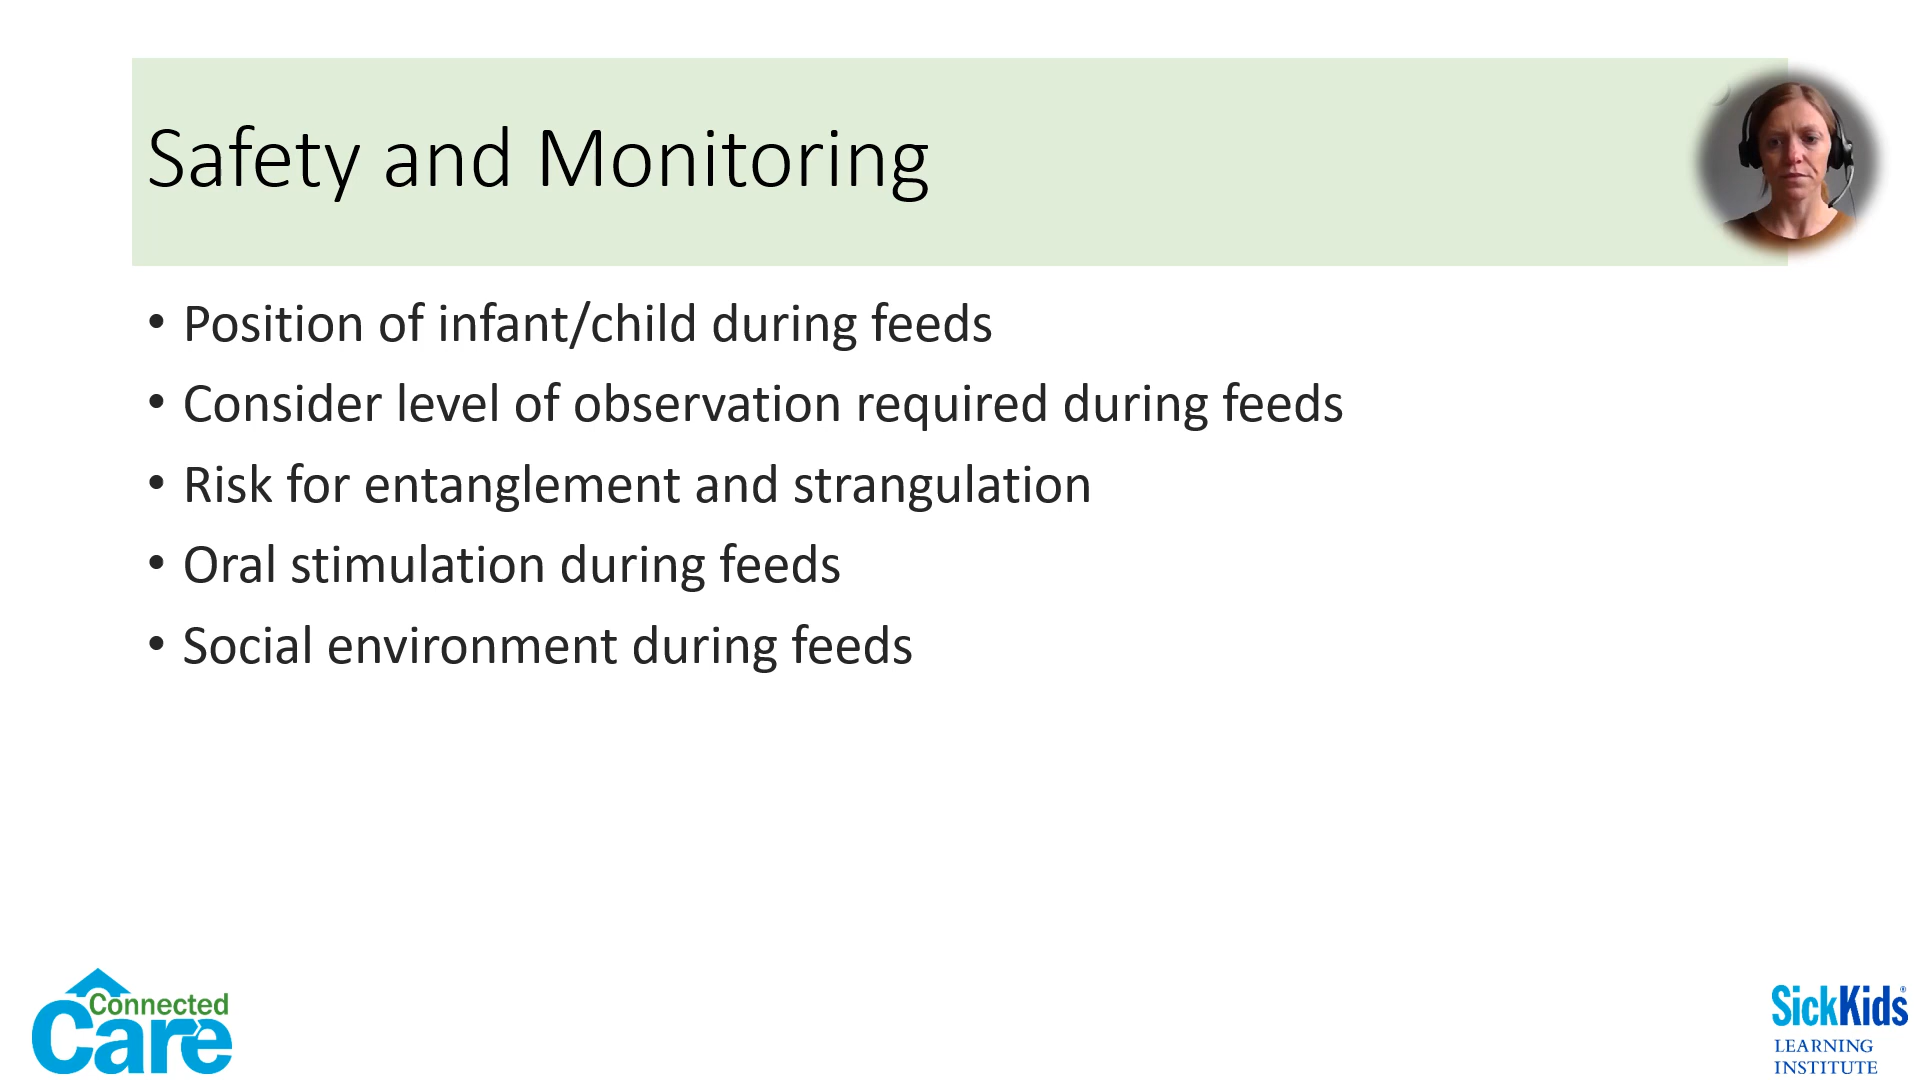 Safety and Monitoring
• Position of infant/child during feeds
• Consider level of observation required during feeds
• Risk for entanglement and strangulation
• Oral stimulation during feeds
• Social environment during feeds
Connected
Care
SickKids®
LEARNING
INSTITUTE